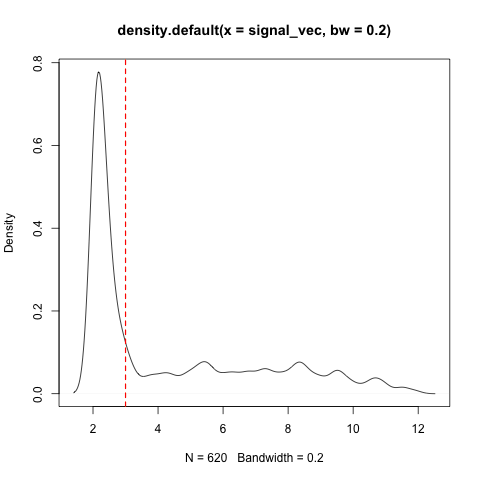 density.default(x = signal_vec, bw = 0.2)
0.8
0.6
0.4
0.2
0.0
Density
2 4 6 8 10 12
N = 620 Bandwidth = 0.2